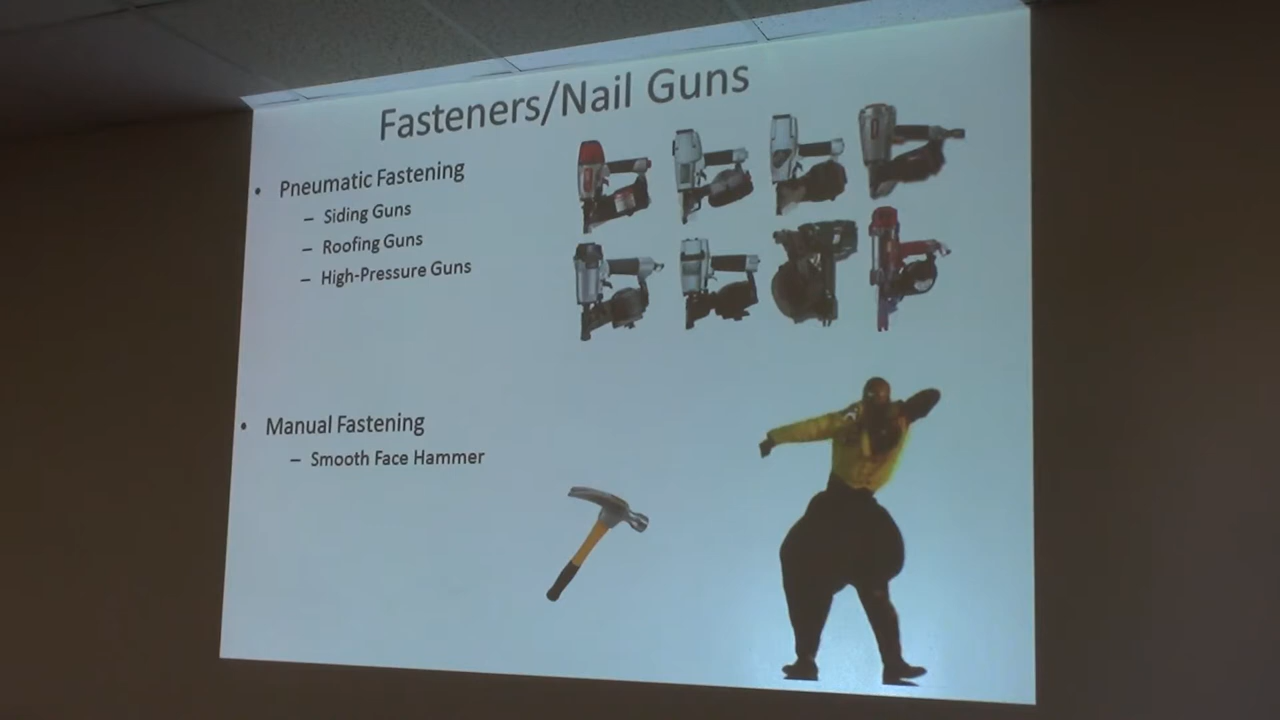 Fasteners/Nail Guns
• Pneumatic Fastening
– Siding Guns
– Roofing Guns
– High-Pressure Guns
• Manual Fastening
– Smooth Face Hammer